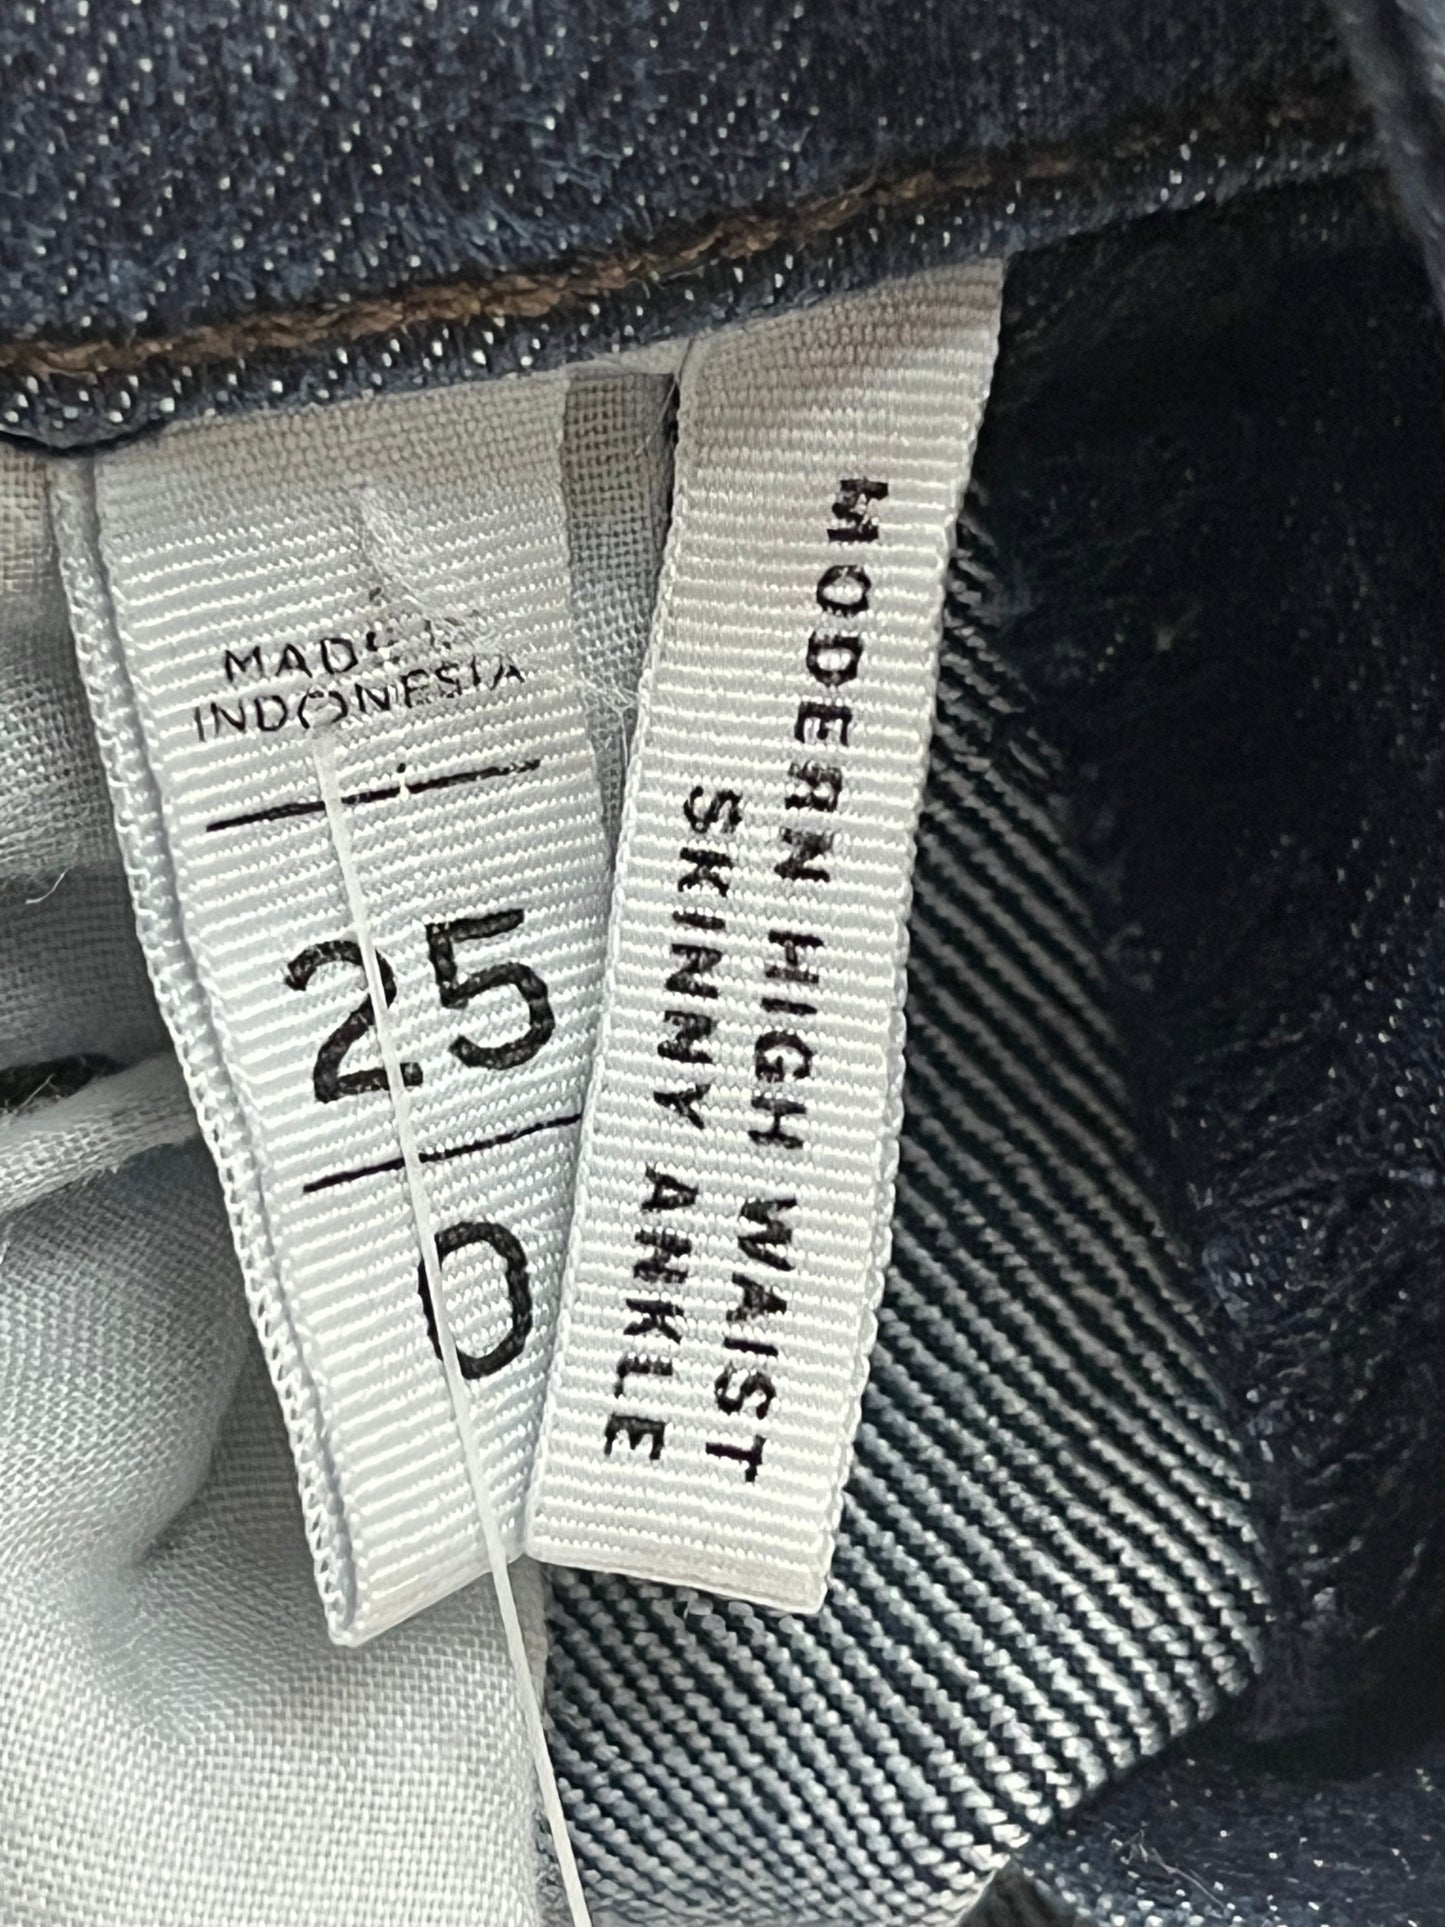 MADE IN
INDONESIA
25
0
MODERN HIGH WAIST
SKINNY ANKLE